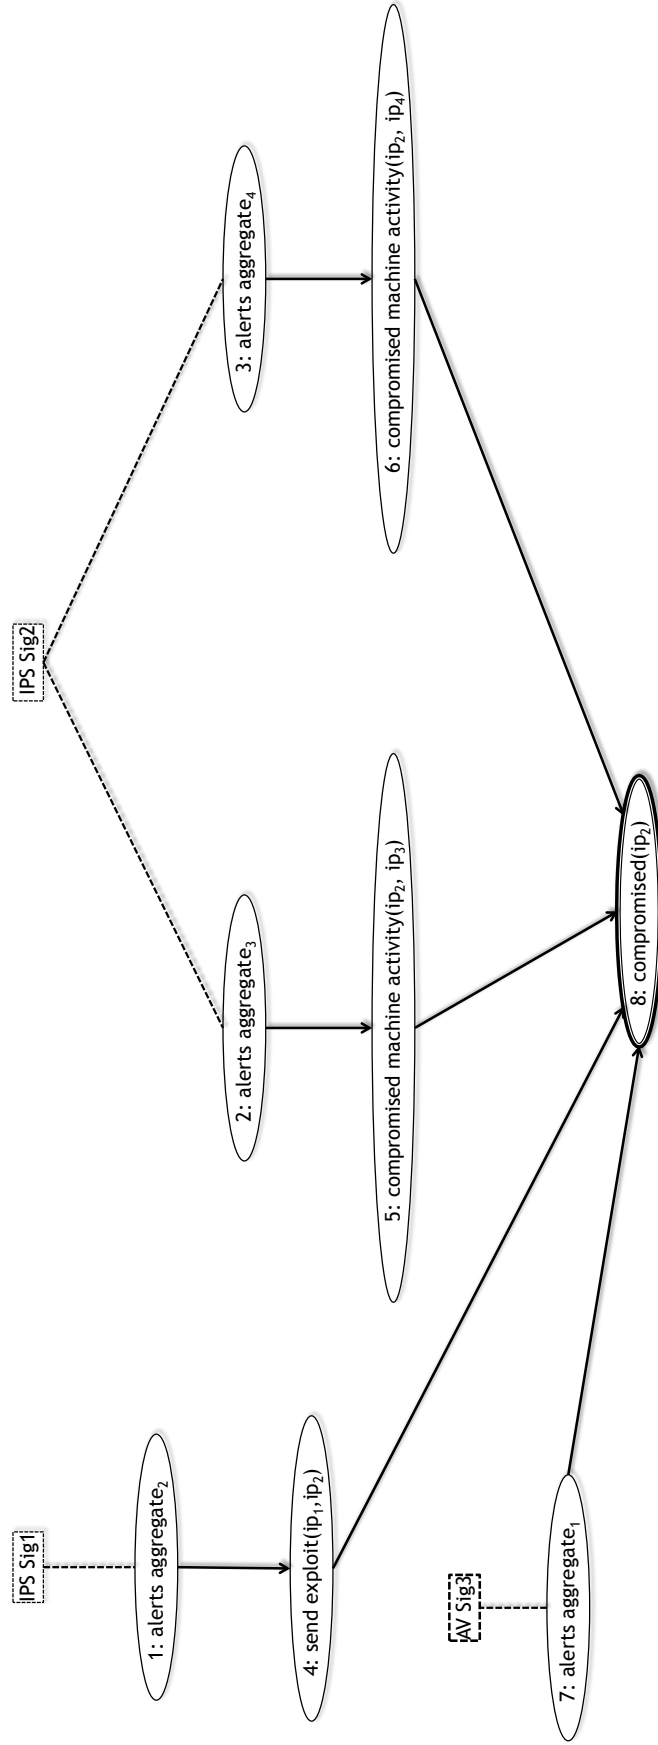 IPS Sig1
IPS Sig2
1: alerts aggregate₂
2: alerts aggregate₃
3: alerts aggregate₄
4: send exploit(ip₁,ip₂)
5: compromised machine activity(ip₂, ip₃)
6: compromised machine activity(ip₂, ip₄)
AV Sig3
7: alerts aggregate₁
8: compromised(ip₂)